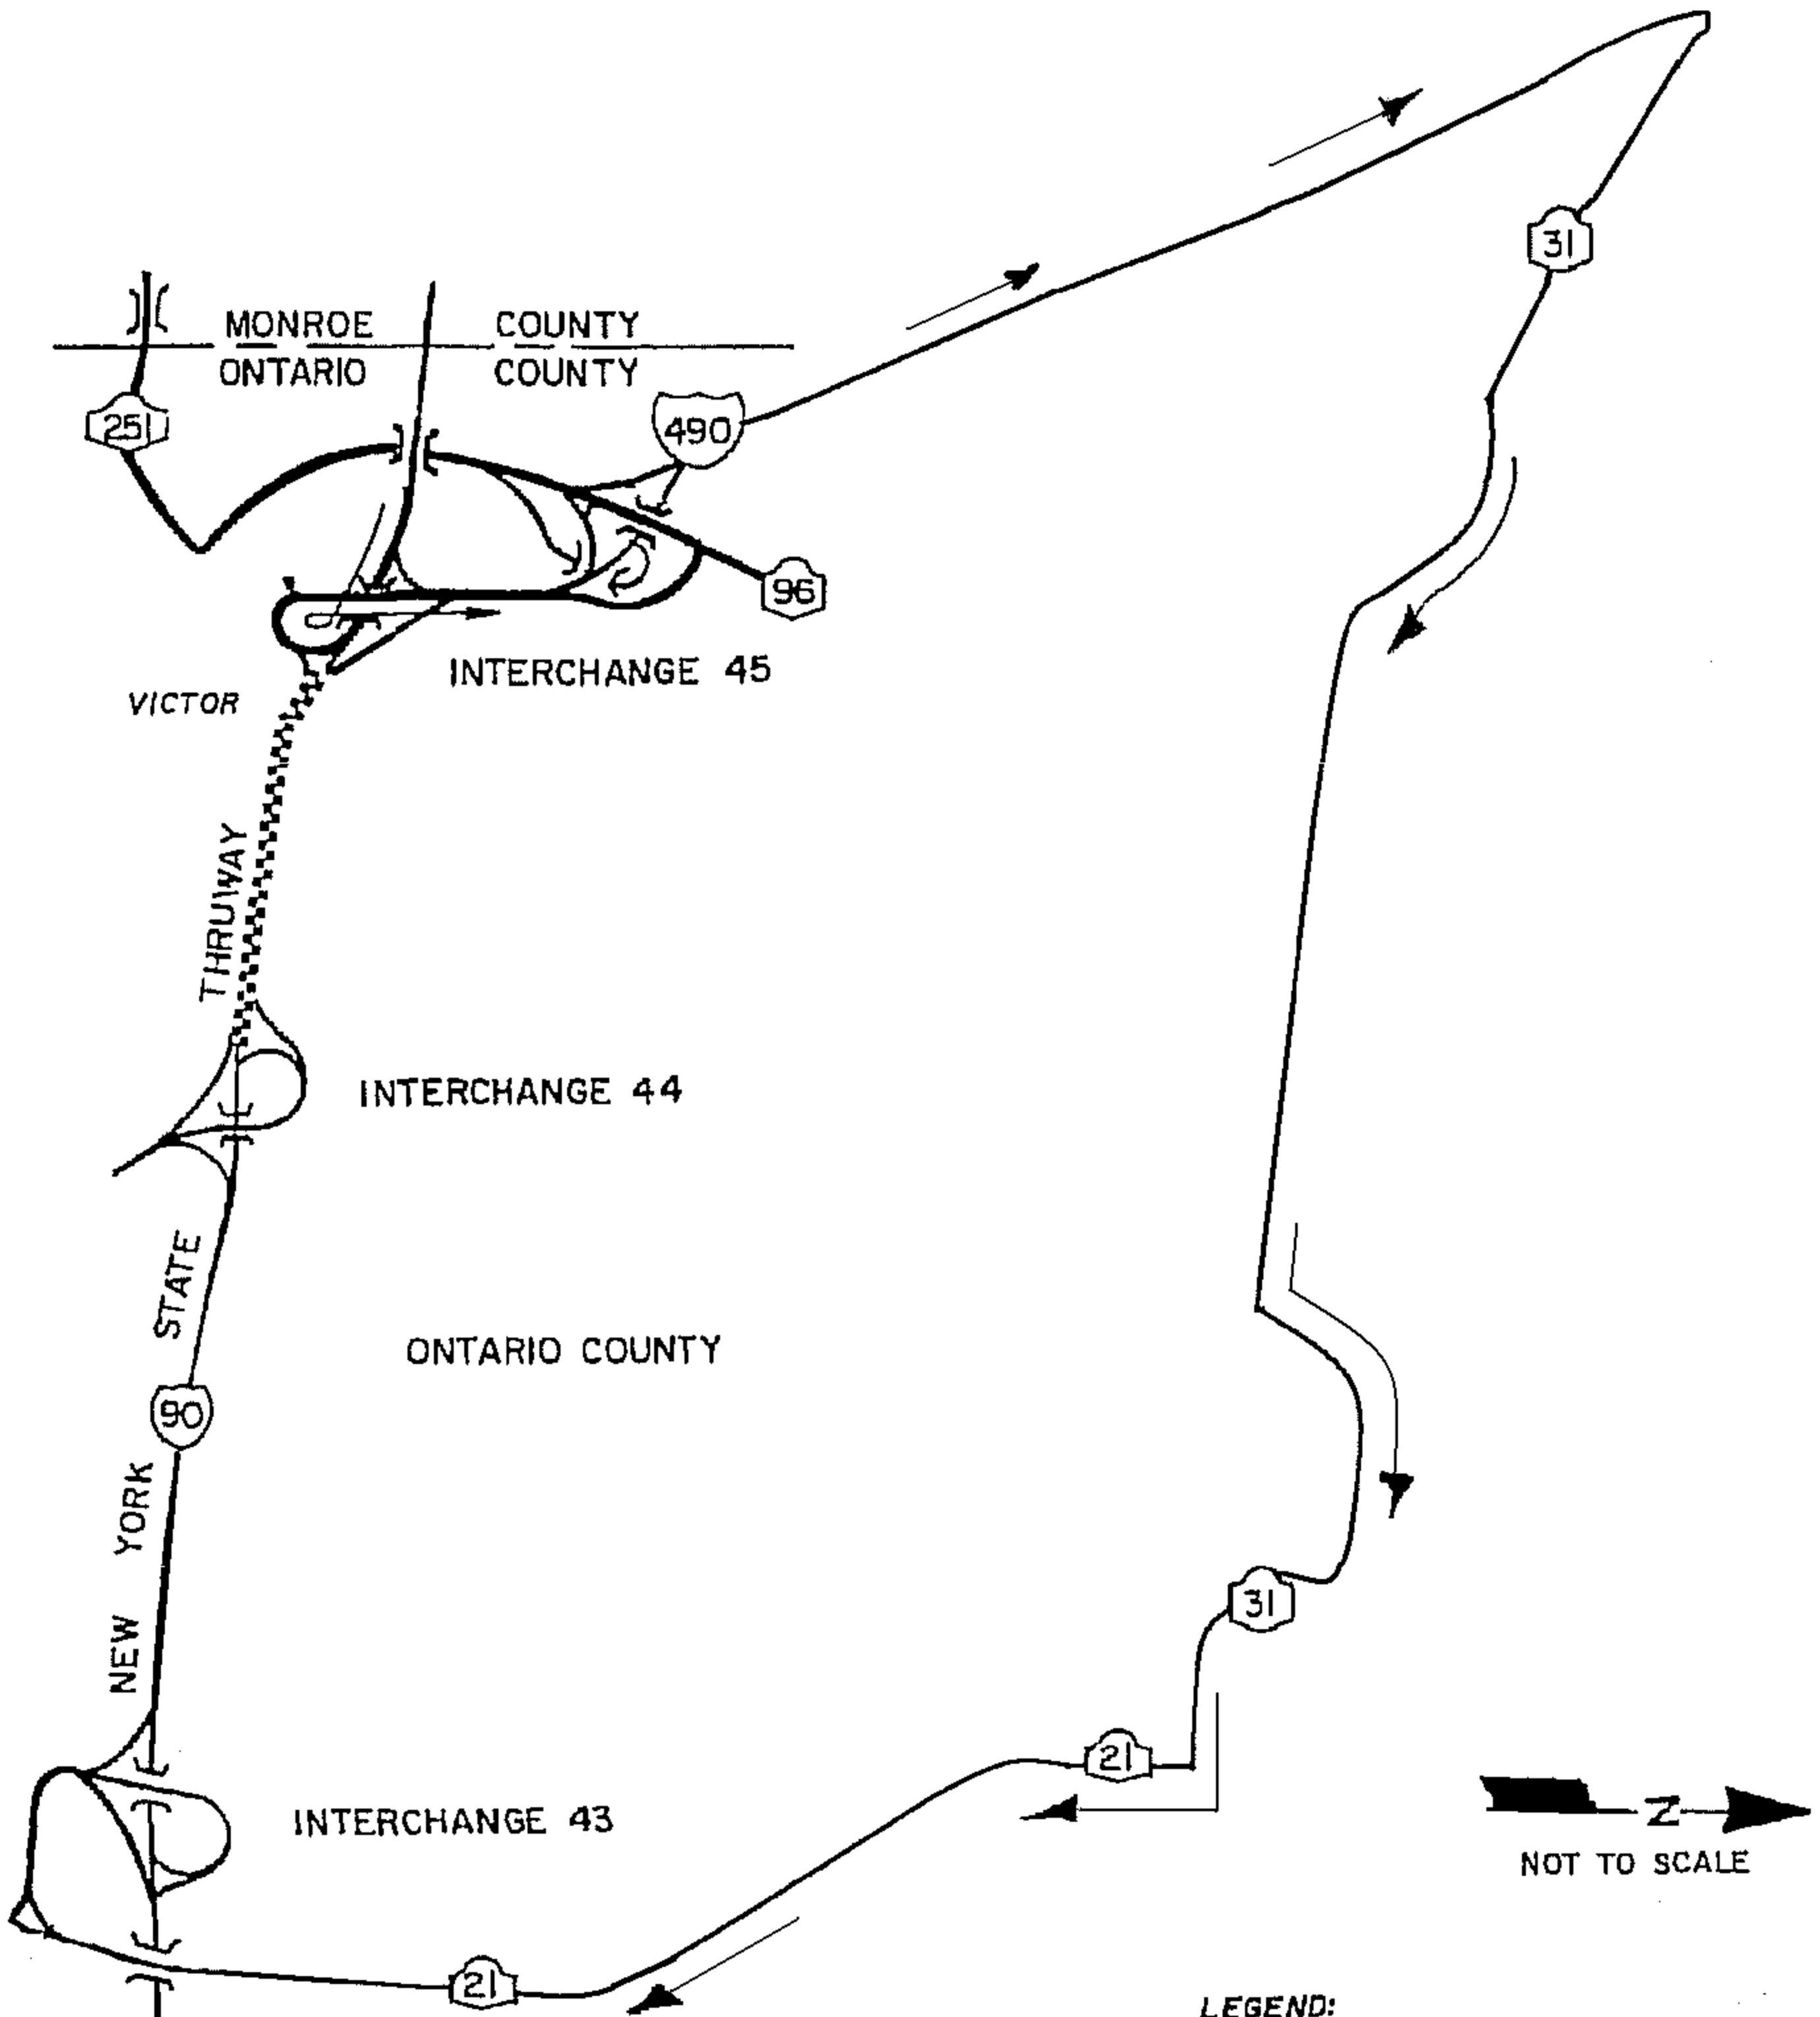 31
MONROE COUNTY
ONTARIO COUNTY
251
490
96
INTERCHANGE 45
VICTOR
NEW YORK STATE THRUWAY
INTERCHANGE 44
ONTARIO COUNTY
90
31
21
INTERCHANGE 43
N
NOT TO SCALE
21
LEGEND: